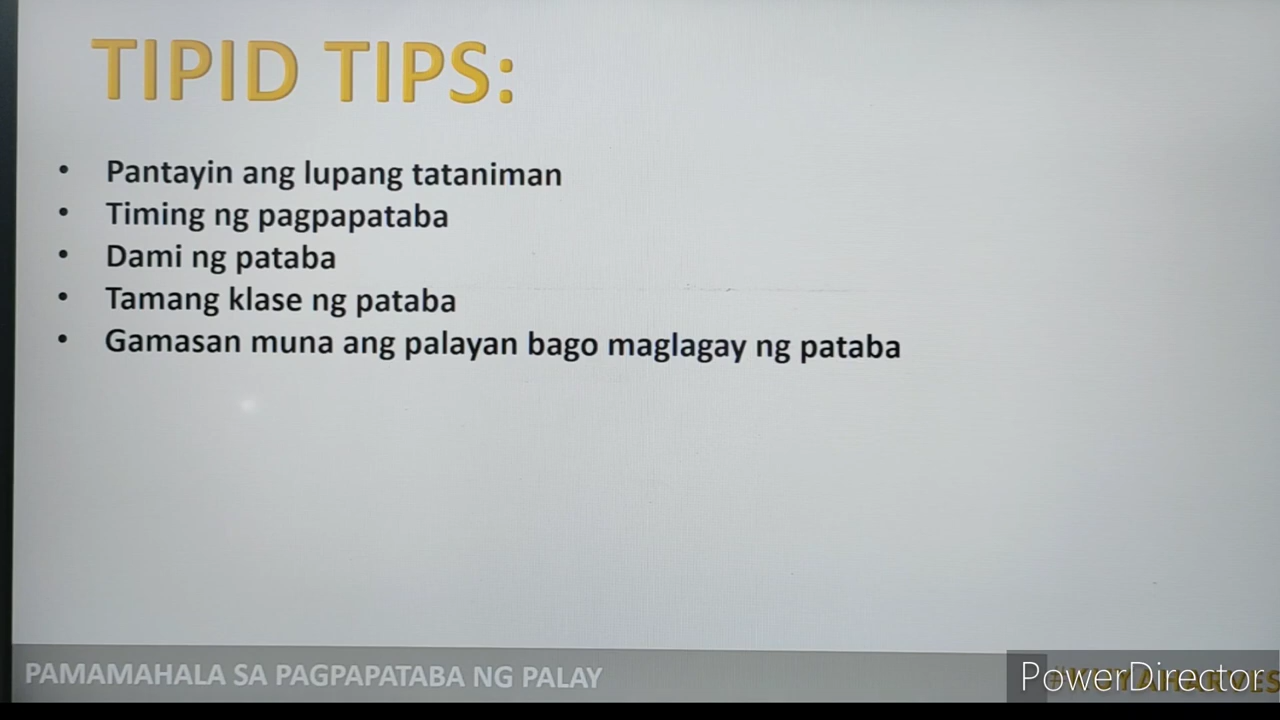 TIPID TIPS:
• Pantayin ang lupang tataniman
• Timing ng pagpapataba
• Dami ng pataba
• Tamang klase ng pataba
• Gamasan muna ang palayan bago maglagay ng pataba
PAMAMAHALA SA PAGPAPATABA NG PALAY
PowerDirector